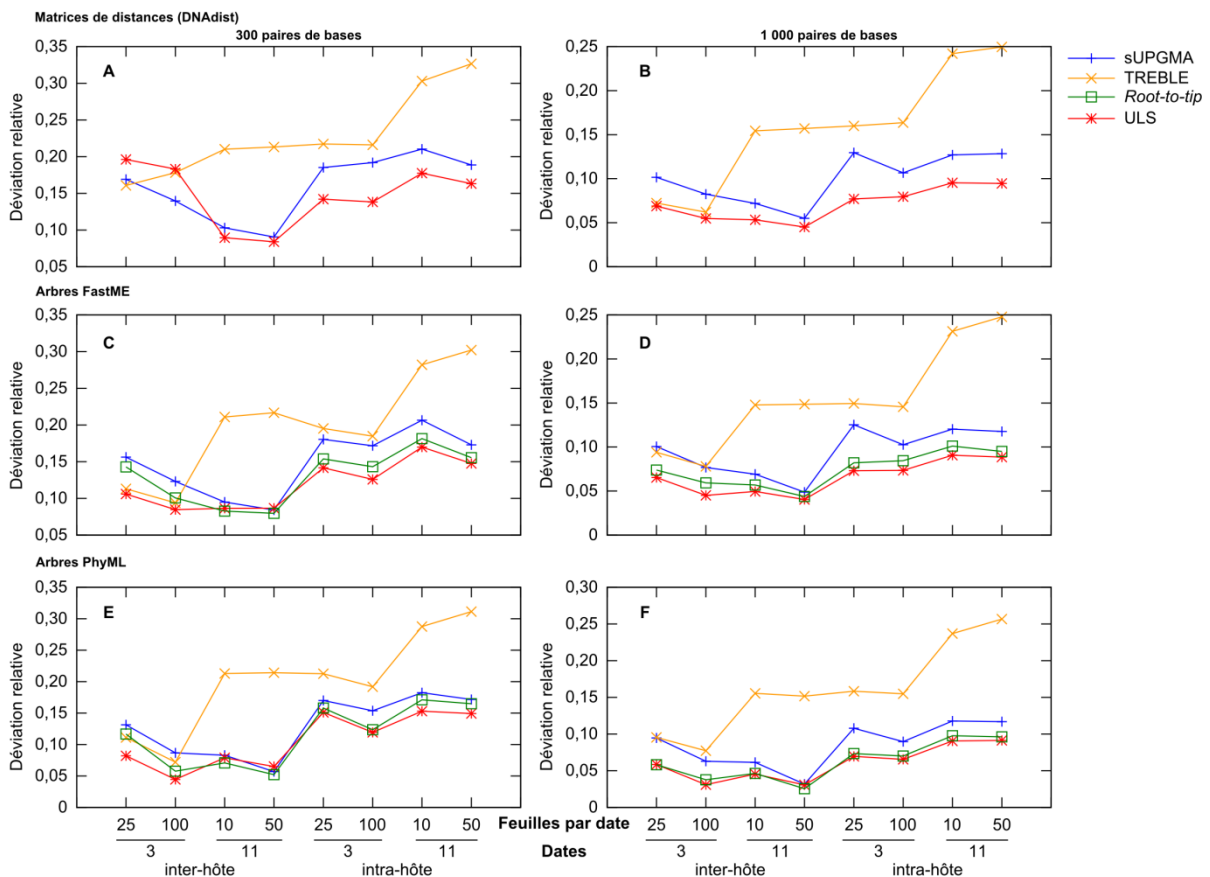 Matrices de distances (DNAdist)
300 paires de bases
1 000 paires de bases
A
Déviation relative
0,35
0,30
0,25
0,20
0,15
0,10
0,05
B
Déviation relative
0,25
0,20
0,15
0,10
0,05
0
sUPGMA
TREBLE
Root-to-tip
ULS
Arbres FastME
C
Déviation relative
0,35
0,30
0,25
0,20
0,15
0,10
0,05
D
Déviation relative
0,25
0,20
0,15
0,10
0,05
0
Arbres PhyML
E
Déviation relative
0,35
0,30
0,25
0,20
0,15
0,10
0,05
0
F
Déviation relative
0,30
0,25
0,20
0,15
0,10
0,05
0
25 100 10 50 25 100 10 50 Feuilles par date 25 100 10 50 25 100 10 50
3 11 3 11 Dates 3 11 3 11
inter-hôte intra-hôte inter-hôte intra-hôte